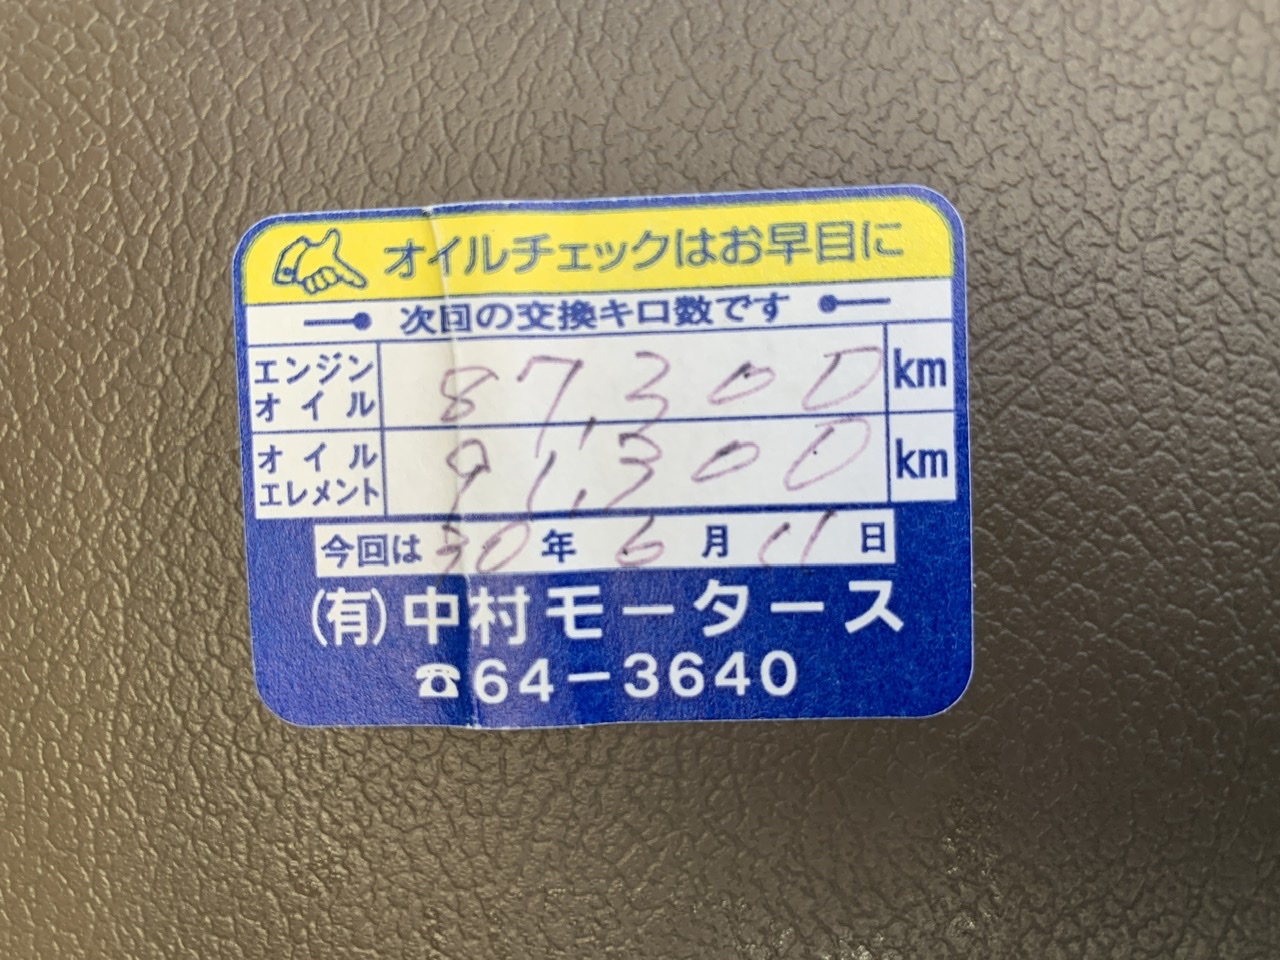 オイルチェックはお早目に
次回の交換キロ数です
エンジンオイル 87,300 km
オイルエレメント 91,300 km
今回は 30 年 6 月 11 日
(有)中村モータース
☎64-3640